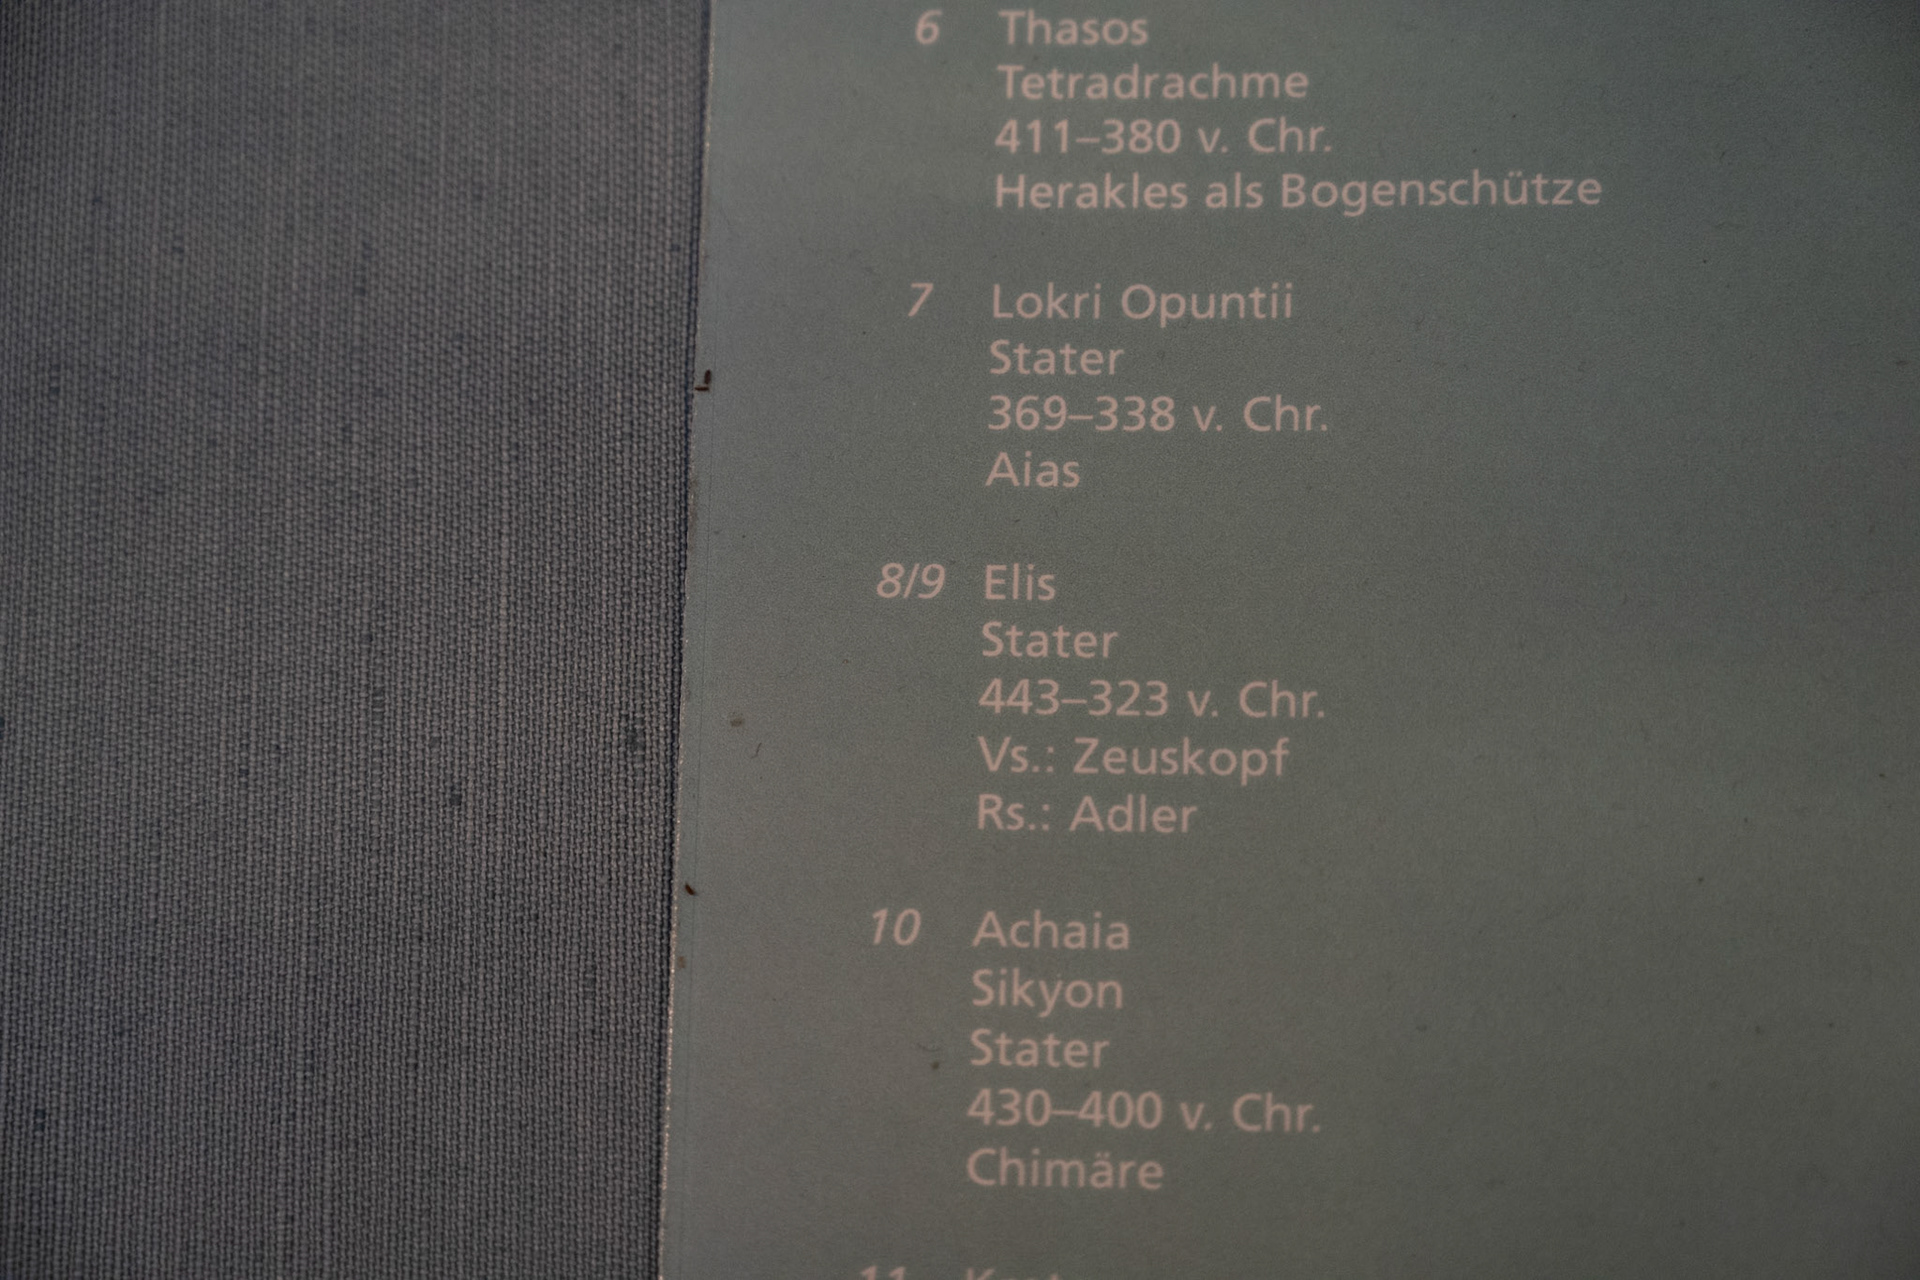 6 Thasos
Tetradrachme
411–380 v. Chr.
Herakles als Bogenschütze
7 Lokri Opuntii
Stater
369–338 v. Chr.
Aias
8/9 Elis
Stater
443–323 v. Chr.
Vs.: Zeuskopf
Rs.: Adler
10 Achaia
Sikyon
Stater
430–400 v. Chr.
Chimäre
11